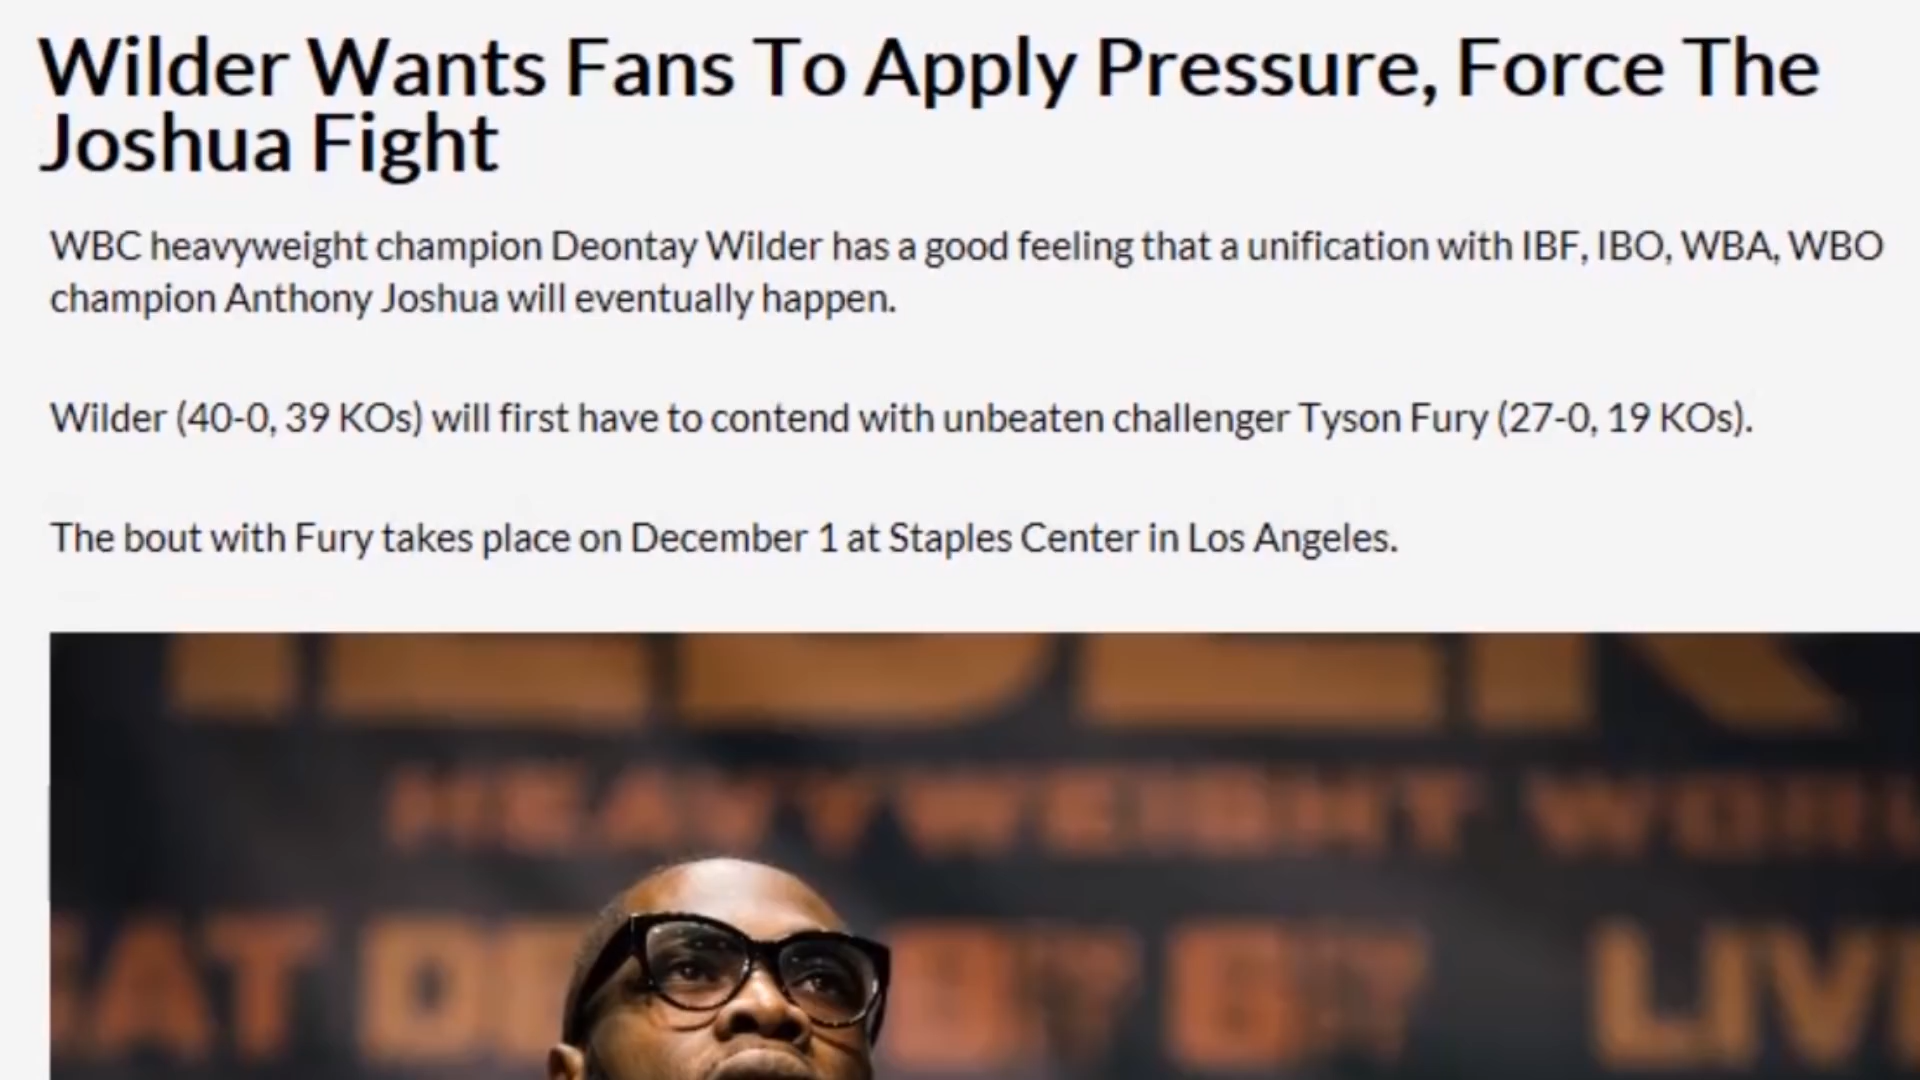 Wilder Wants Fans To Apply Pressure, Force The
Joshua Fight
WBC heavyweight champion Deontay Wilder has a good feeling that a unification with IBF, IBO, WBA, WBO
champion Anthony Joshua will eventually happen.
Wilder (40-0, 39 KOs) will first have to contend with unbeaten challenger Tyson Fury (27-0, 19 KOs).
The bout with Fury takes place on December 1 at Staples Center in Los Angeles.
HEAVYWEIGHT